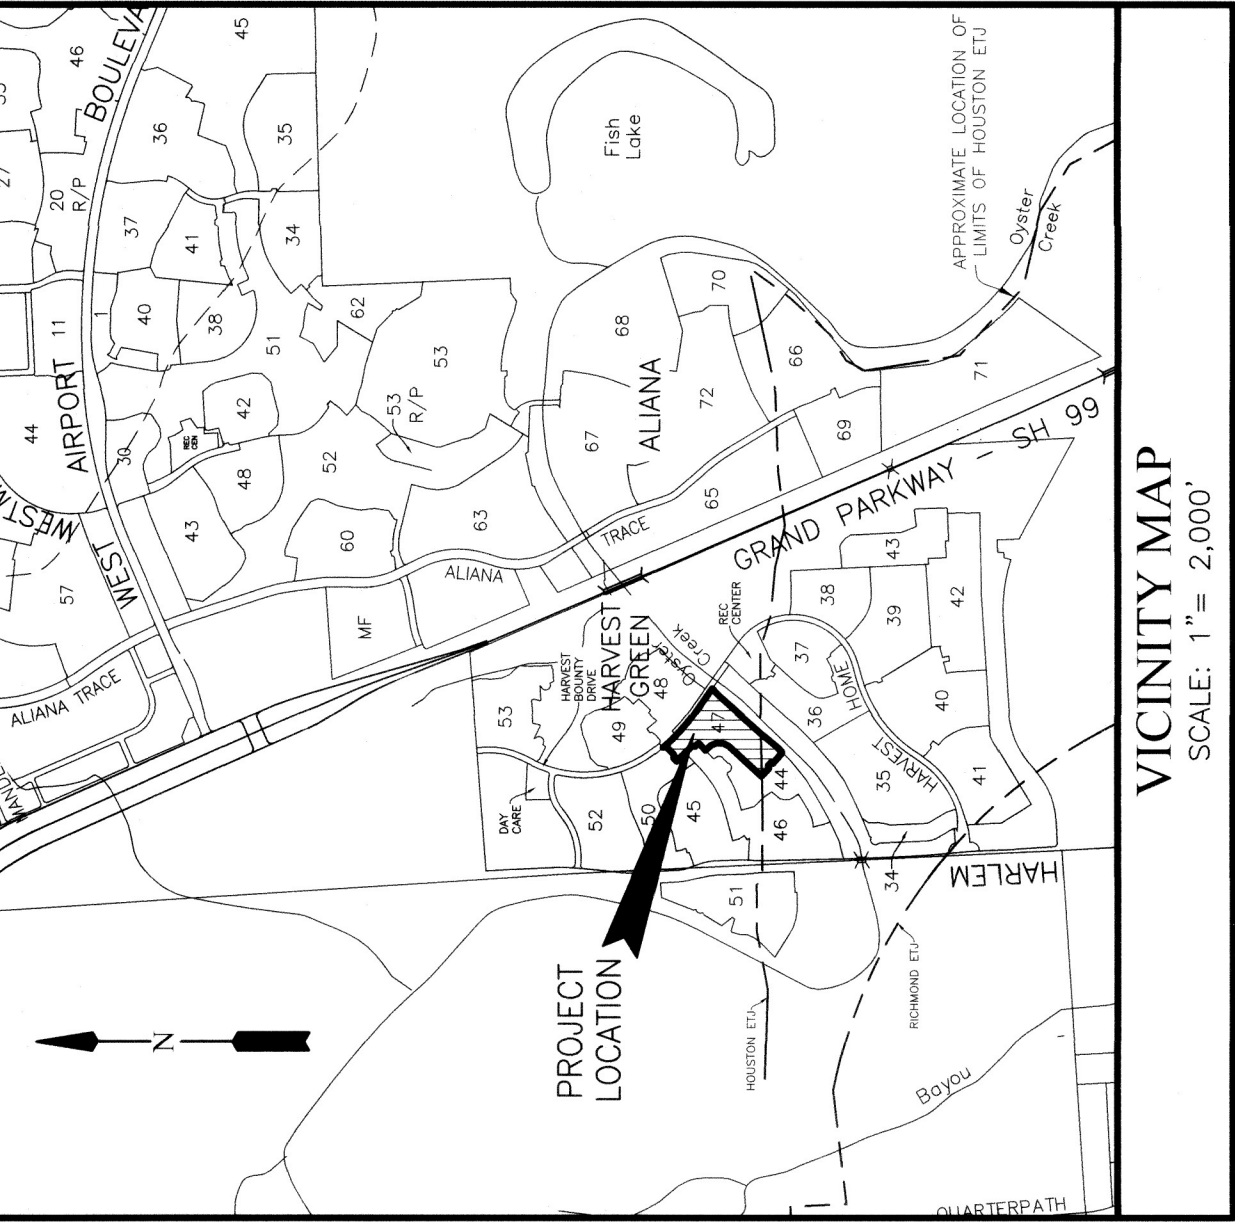 46
45
BOULEVA
27
20
R/P
36
35
37
41
34
Fish
Lake
APPROXIMATE LOCATION OF
LIMITS OF HOUSTON ETJ
Oyster
Creek
11
1
40
38
51
62
53
68
70
66
71
44
AIRPORT
30
REC
CEN
42
48
52
53
R/P
67
ALIANA
72
69
SH 99
43
60
63
65
TRACE
GRAND PARKWAY -
57
WEST
MF
ALIANA
ALIANA TRACE
HARVEST
GREEN
Oyster
Creek
REC
CENTER
38
43
39
42
37
HOME
36
40
HARVEST
35
41
53
HARVEST
BOUNTY
DRIVE
48
49
47
44
DAY
CARE
52
50
45
46
34
HARLEM
51
PROJECT
LOCATION
HOUSTON ETJ
RICHMOND ETJ
N
Bayou
QUARTERPATH
VICINITY MAP
SCALE: 1"= 2,000'